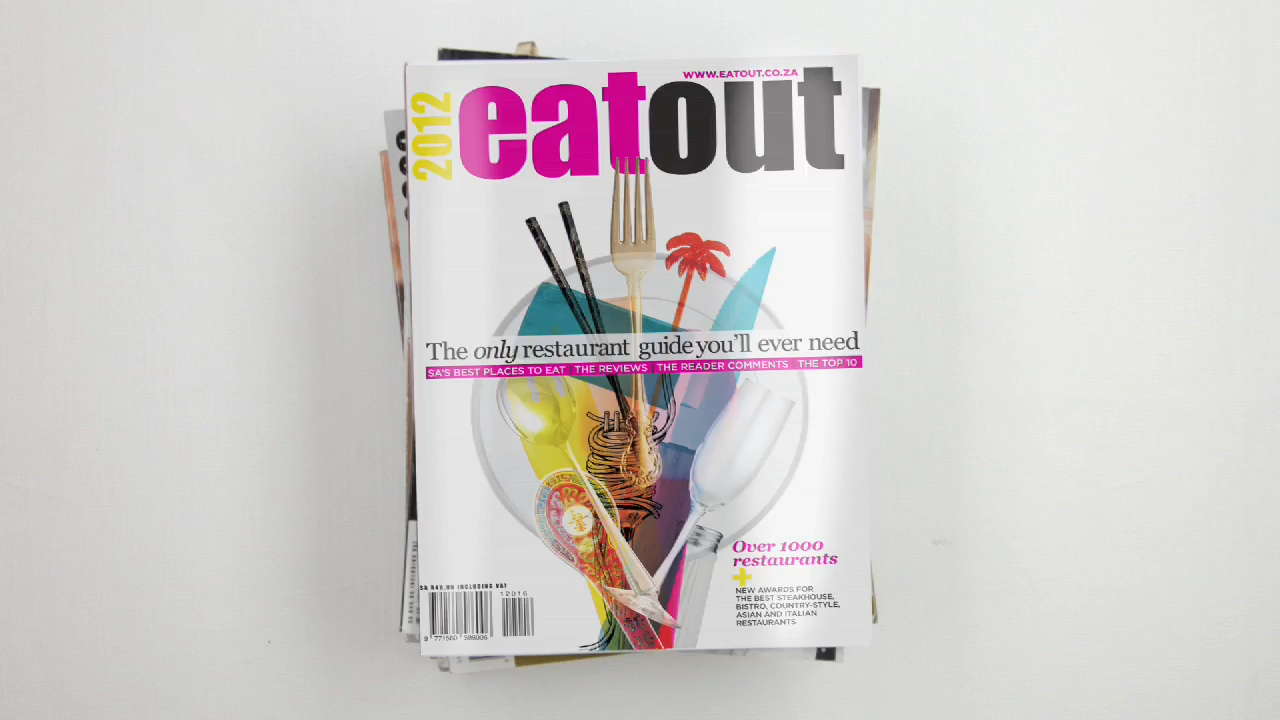 WWW.EATOUT.CO.ZA
2012
eatout
The only restaurant guide you'll ever need
SA'S BEST PLACES TO EAT THE REVIEWS THE READER COMMENTS THE TOP 10
Over 1000
restaurants
+
NEW AWARDS FOR
THE BEST STEAKHOUSE,
BISTRO, COUNTRY-STYLE,
ASIAN AND ITALIAN
RESTAURANTS
INCLUDING VAT
12016